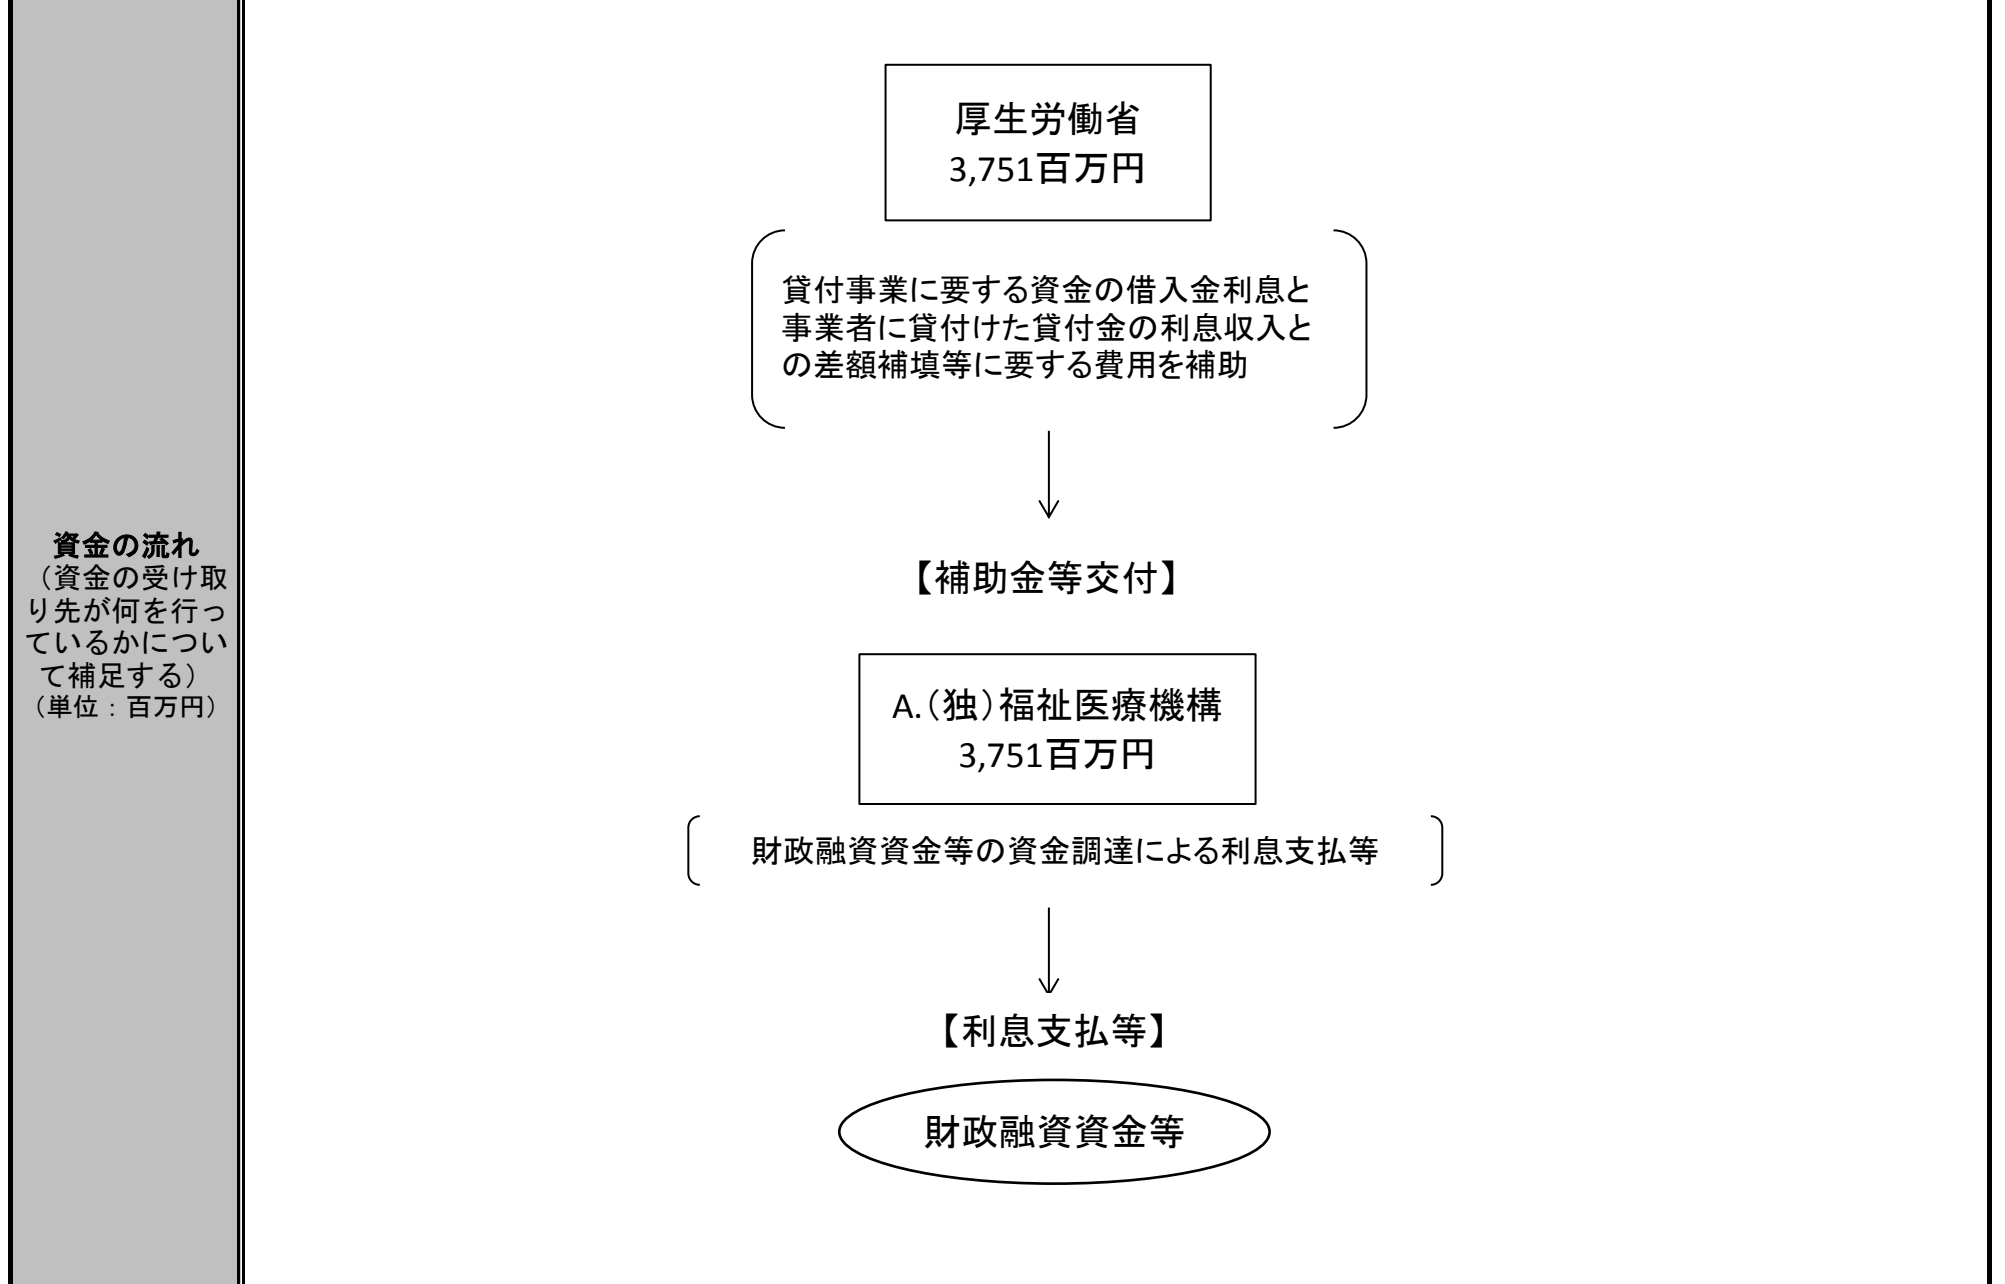 資金の流れ
（資金の受け取
り先が何を行っ
ているかについ
て補足する）
（単位：百万円）
厚生労働省
3,751百万円
貸付事業に要する資金の借入金利息と
事業者に貸付けた貸付金の利息収入と
の差額補填等に要する費用を補助
【補助金等交付】
A.（独）福祉医療機構
3,751百万円
財政融資資金等の資金調達による利息支払等
【利息支払等】
財政融資資金等